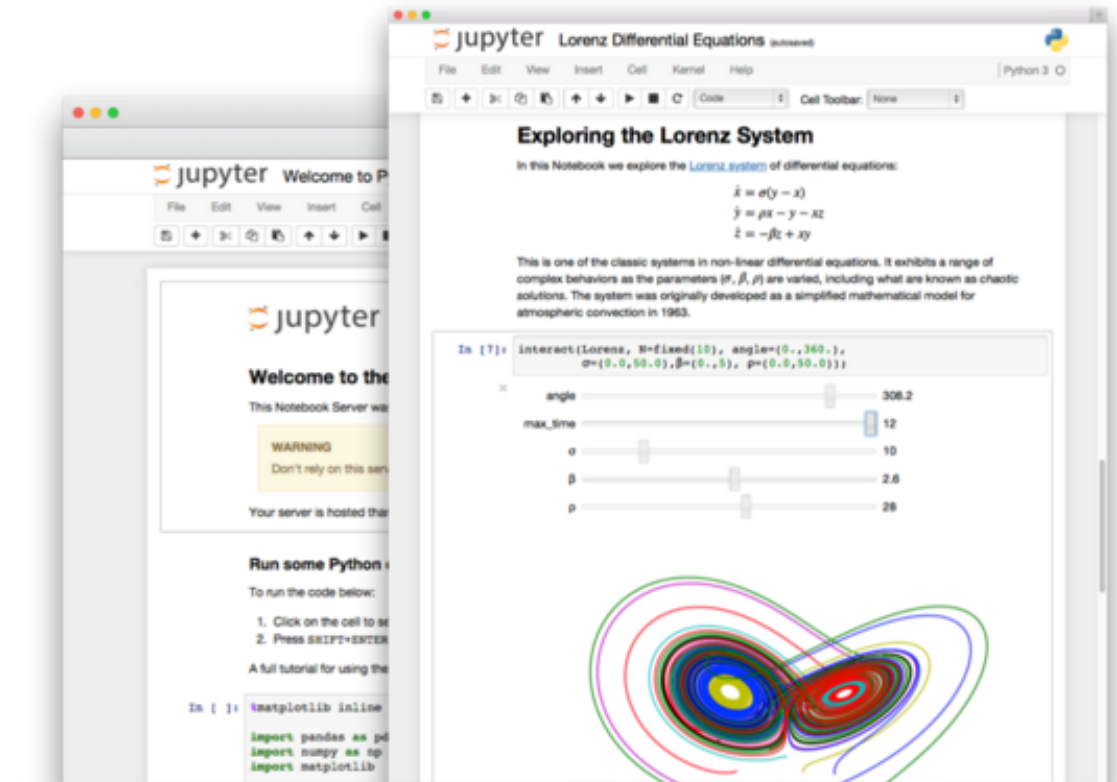 jupyter Lorenz Differential Equations (autosaved)
File Edit View Insert Cell Kernel Help Python 3
Code Cell Toolbar: None
Exploring the Lorenz System
In this Notebook we explore the Lorenz system of differential equations:
ẋ = σ(y − x)
ẏ = ρx − y − xz
ż = −βz + xy
This is one of the classic systems in non-linear differential equations. It exhibits a range of
complex behaviors as the parameters (σ, β, ρ) are varied, including what are known as chaotic
solutions. The system was originally developed as a simplified mathematical model for
atmospheric convection in 1963.
In [7]: interact(Lorenz, N=fixed(10), angle=(0.,360.),
σ=(0.0,50.0),β=(0.,5), ρ=(0.0,50.0));
angle 308.2
max_time 12
σ 10
β 2.6
ρ 28
jupyter Welcome to P
File Edit View Insert Cell
jupyter
Welcome to the
This Notebook Server was
WARNING
Don't rely on this serv
Your server is hosted than
Run some Python
To run the code below:
1. Click on the cell to se
2. Press SHIFT+ENTER
A full tutorial for using the
In [ ]: %matplotlib inline
import pandas as pd
import numpy as np
import matplotlib